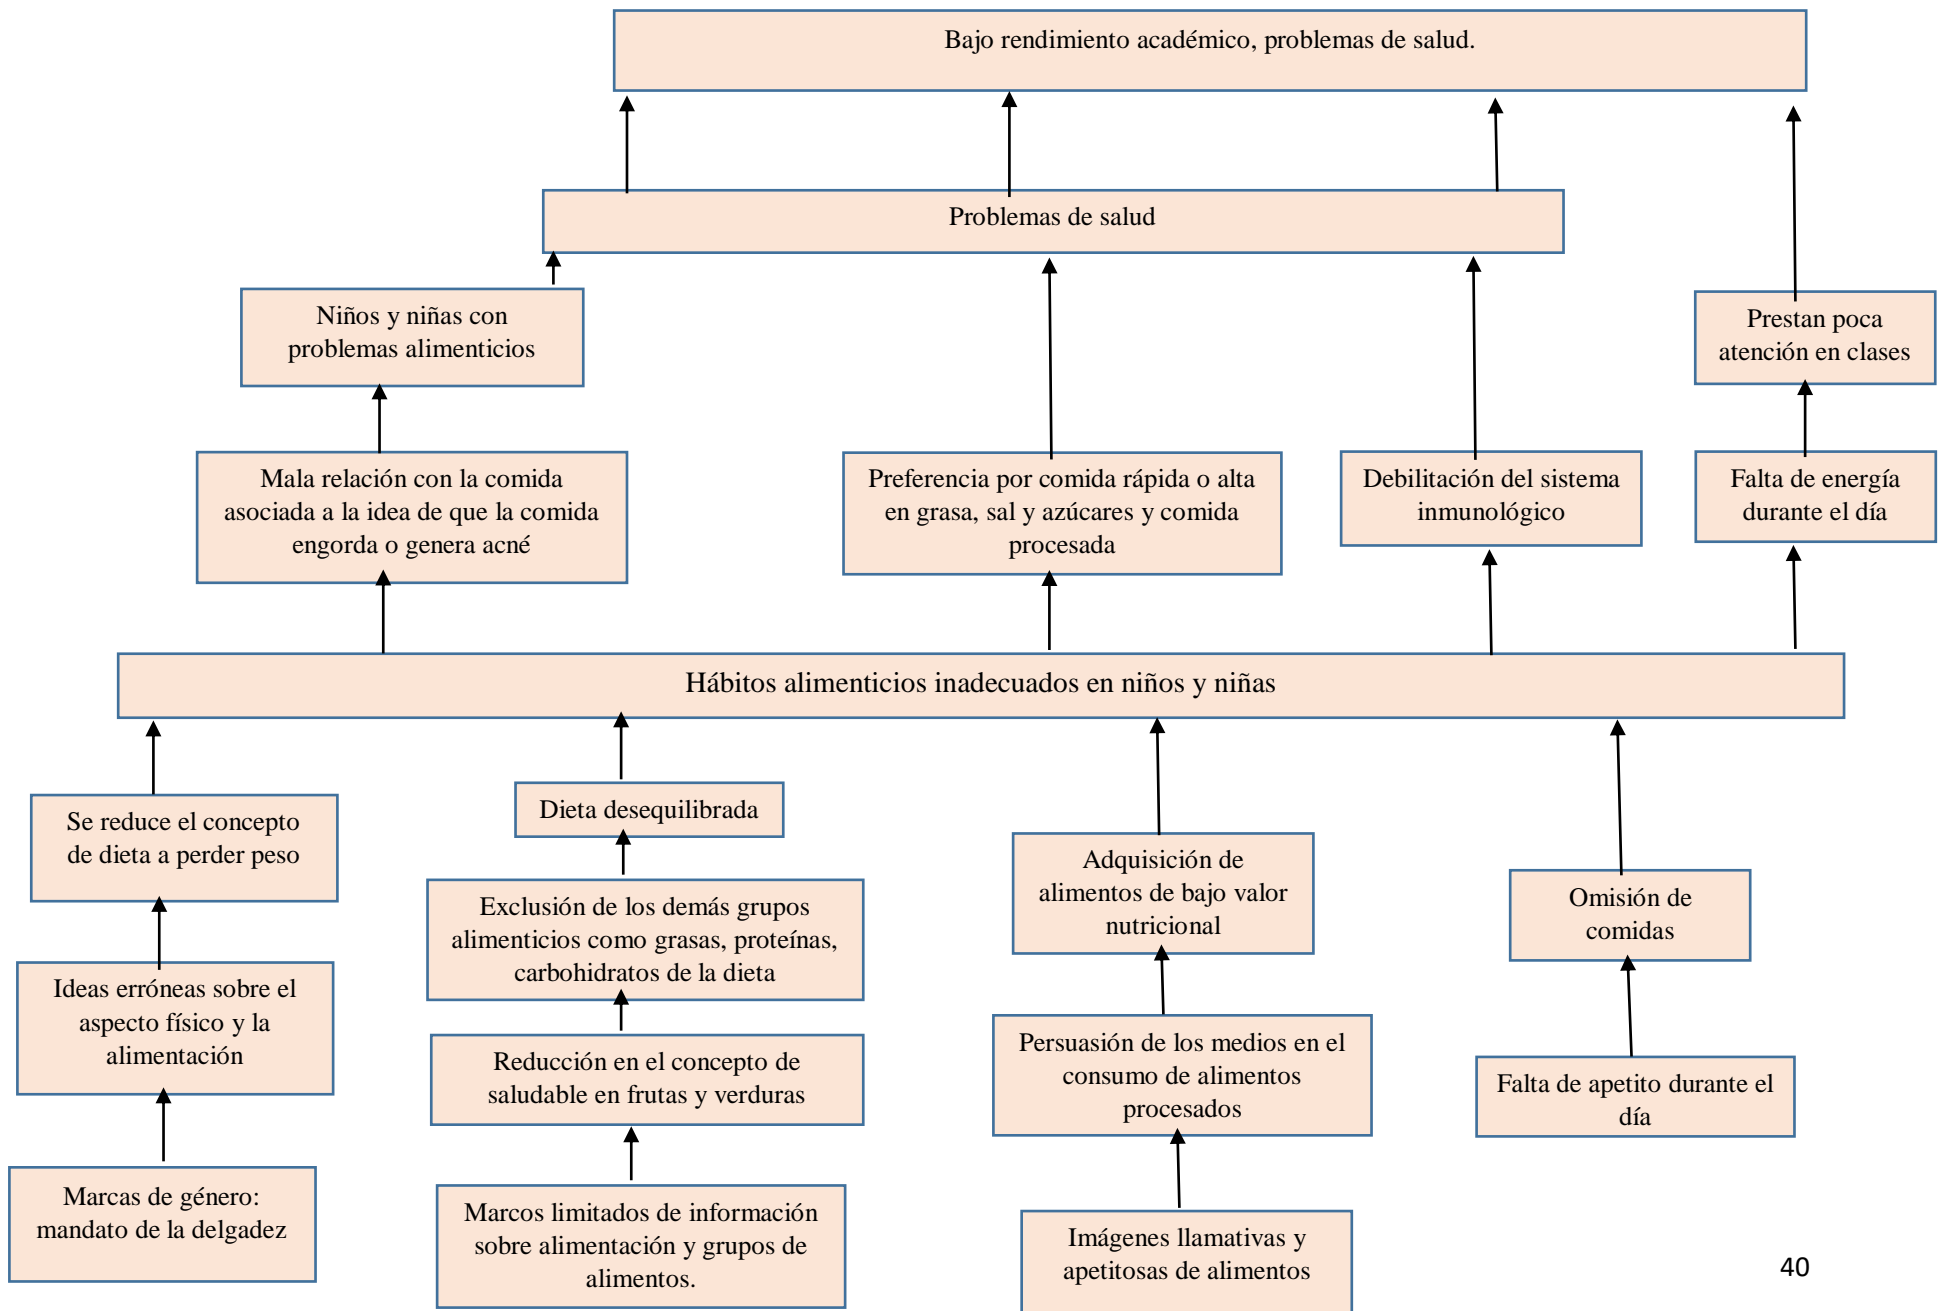 Bajo rendimiento académico, problemas de salud.
Problemas de salud
Niños y niñas con
problemas alimenticios
Prestan poca
atención en clases
Mala relación con la comida
asociada a la idea de que la comida
engorda o genera acné
Preferencia por comida rápida o alta
en grasa, sal y azúcares y comida
procesada
Debilitación del sistema
inmunológico
Falta de energía
durante el día
Hábitos alimenticios inadecuados en niños y niñas
Se reduce el concepto
de dieta a perder peso
Dieta desequilibrada
Adquisición de
alimentos de bajo valor
nutricional
Omisión de
comidas
Exclusión de los demás grupos
alimenticios como grasas, proteínas,
carbohidratos de la dieta
Ideas erróneas sobre el
aspecto físico y la
alimentación
Reducción en el concepto de
saludable en frutas y verduras
Persuasión de los medios en el
consumo de alimentos
procesados
Falta de apetito durante el
día
Marcas de género:
mandato de la delgadez
Marcos limitados de información
sobre alimentación y grupos de
alimentos.
Imágenes llamativas y
apetitosas de alimentos
40